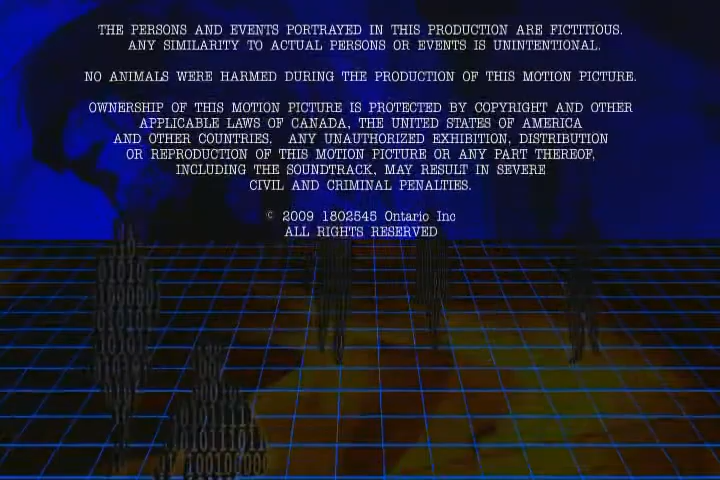 THE PERSONS AND EVENTS PORTRAYED IN THIS PRODUCTION ARE FICTITIOUS.
ANY SIMILARITY TO ACTUAL PERSONS OR EVENTS IS UNINTENTIONAL.
NO ANIMALS WERE HARMED DURING THE PRODUCTION OF THIS MOTION PICTURE.
OWNERSHIP OF THIS MOTION PICTURE IS PROTECTED BY COPYRIGHT AND OTHER
APPLICABLE LAWS OF CANADA, THE UNITED STATES OF AMERICA
AND OTHER COUNTRIES. ANY UNAUTHORIZED EXHIBITION, DISTRIBUTION
OR REPRODUCTION OF THIS MOTION PICTURE OR ANY PART THEREOF,
INCLUDING THE SOUNDTRACK, MAY RESULT IN SEVERE
CIVIL AND CRIMINAL PENALTIES.
© 2009 1802545 Ontario Inc
ALL RIGHTS RESERVED